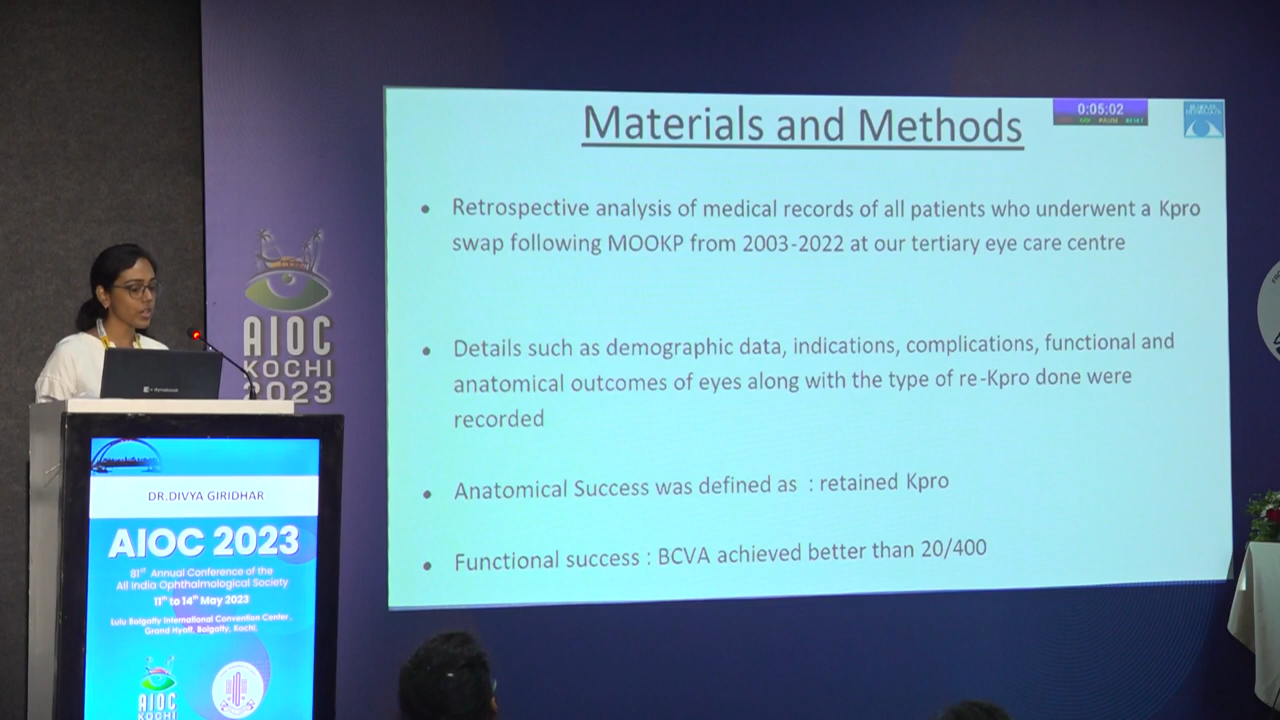 Materials and Methods
0:05:02
GO! PAUSE RESET
• Retrospective analysis of medical records of all patients who underwent a Kpro
swap following MOOKP from 2003-2022 at our tertiary eye care centre
• Details such as demographic data, indications, complications, functional and
anatomical outcomes of eyes along with the type of re-Kpro done were
recorded
• Anatomical Success was defined as : retained Kpro
• Functional success : BCVA achieved better than 20/400
AIOC
KOCHI
2023
dynabook
DR.DIVYA GIRIDHAR
AIOC 2023
81st Annual Conference of the
All India Ophthalmological Society
11th to 14th May 2023
Lulu Bolgatty International Convention Center,
Grand Hyatt, Bolgatty, Kochi.
AIOC
KOCHI